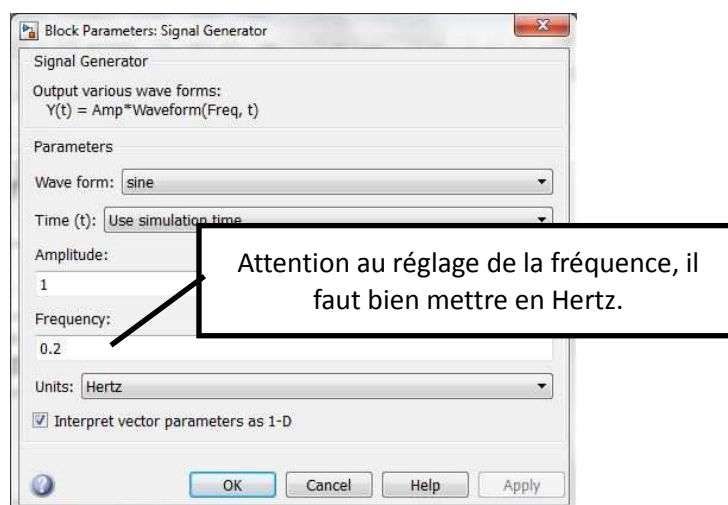 Block Parameters: Signal Generator
Signal Generator
Output various wave forms:
Y(t) = Amp*Waveform(Freq, t)
Parameters
Wave form: sine
Time (t): Use simulation time
Amplitude:
1
Attention au réglage de la fréquence, il
faut bien mettre en Hertz.
Frequency:
0.2
Units: Hertz
Interpret vector parameters as 1-D
OK Cancel Help Apply